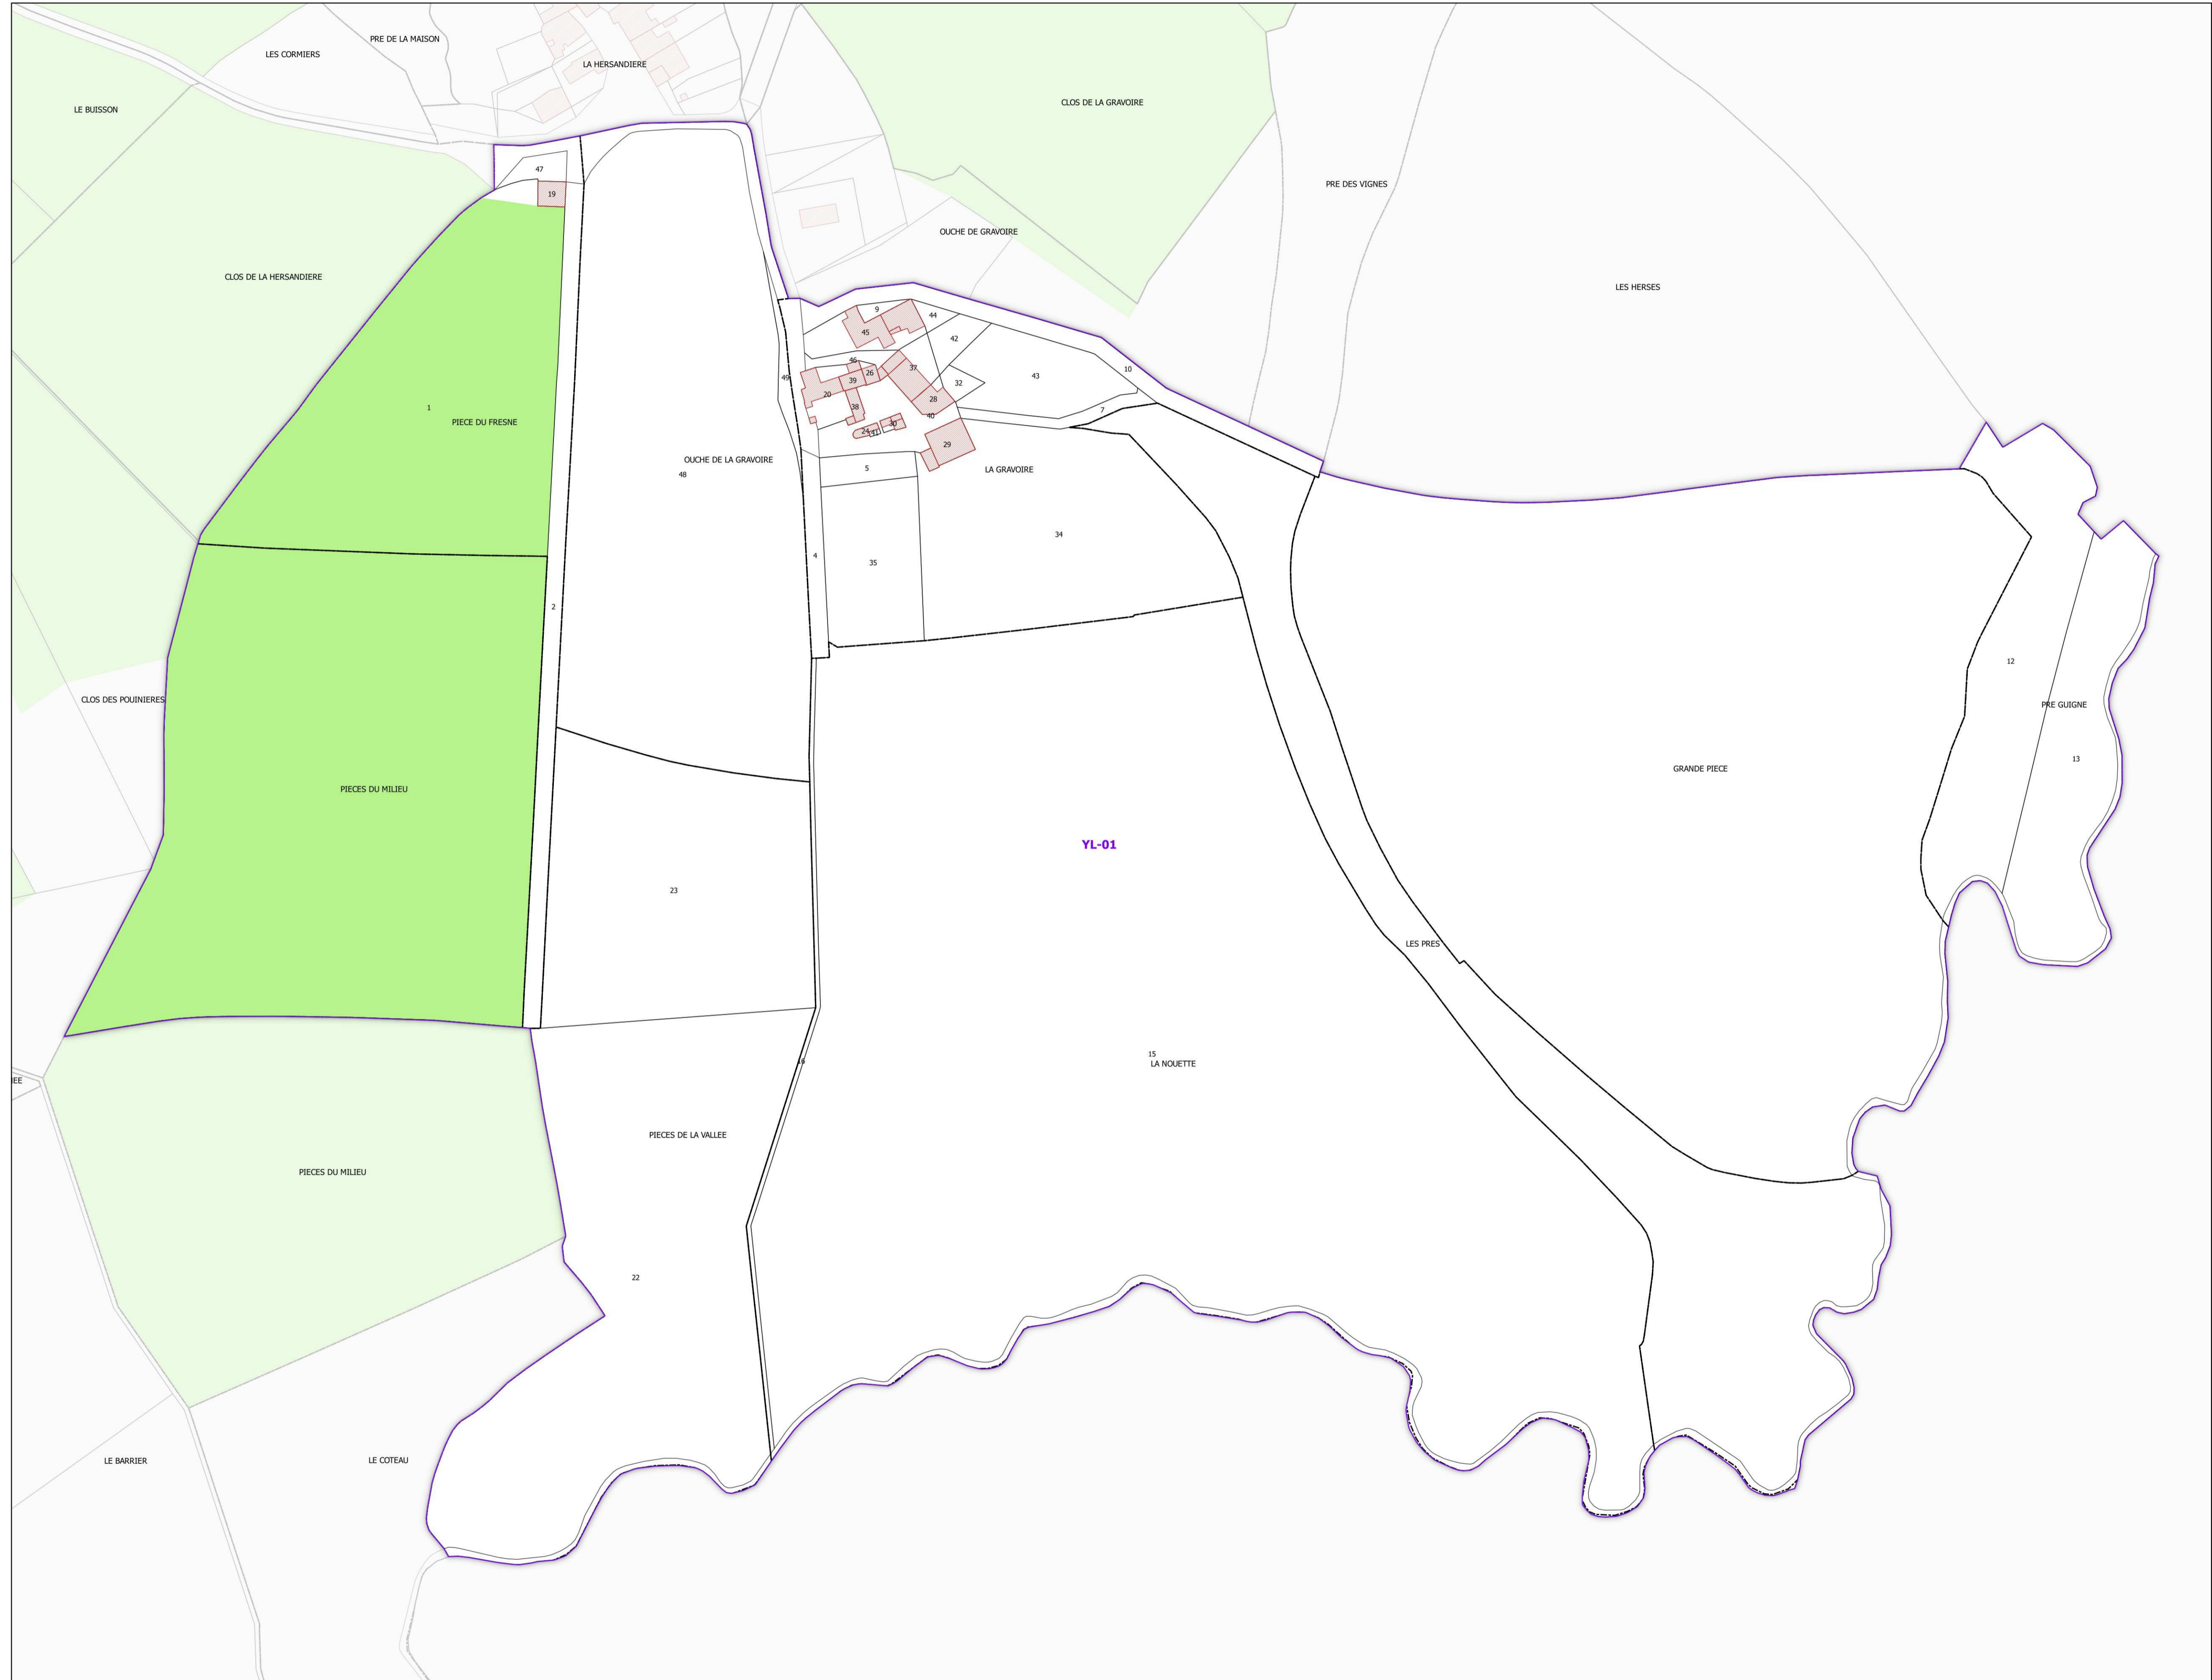 PRE DE LA MAISON
LES CORMIERS
LA HERSANDIERE
CLOS DE LA GRAVOIRE
LE BUISSON
47
PRE DES VIGNES
19
OUCHE DE GRAVOIRE
CLOS DE LA HERSANDIERE
LES HERSES
9
44
45
42
46
37
10
26
43
49
39
32
20
28
1
38
7
40
PIECE DU FRESNE
30
24
29
OUCHE DE LA GRAVOIRE
5
LA GRAVOIRE
48
34
4
35
2
12
CLOS DES POUINIERES
PRE GUIGNE
13
GRANDE PIECE
PIECES DU MILIEU
YL-01
23
LES PRES
15
16
LA NOUETTE
EE
PIECES DE LA VALLEE
PIECES DU MILIEU
22
LE BARRIER
LE COTEAU